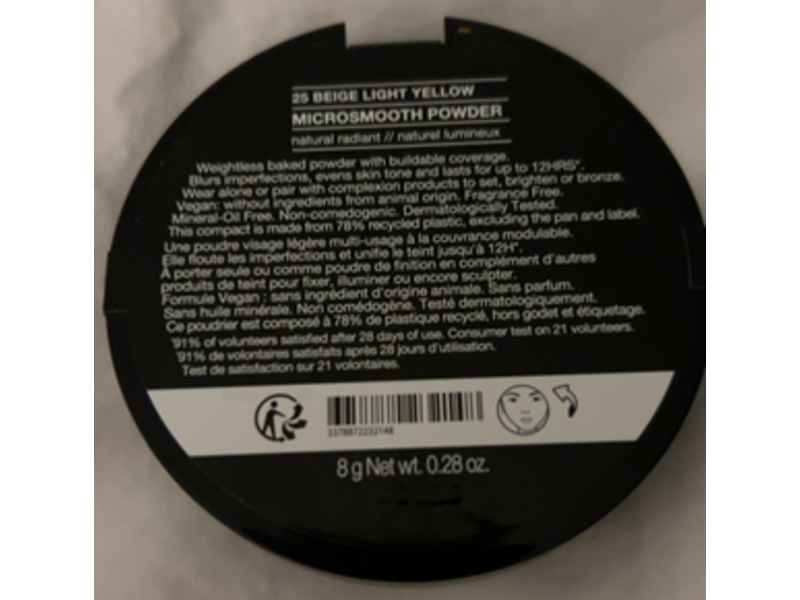 25 BEIGE LIGHT YELLOW
MICROSMOOTH POWDER
natural radiant // naturel lumineux
Weightless baked powder with buildable coverage.
Blurs imperfections, evens skin tone and lasts for up to 12HRS*.
Wear alone or pair with complexion products to set, brighten or bronze.
Vegan: without ingredients from animal origin. Fragrance Free.
Mineral-Oil Free. Non-comedogenic. Dermatologically Tested.
This compact is made from 78% recycled plastic, excluding the pan and label.
Une poudre visage légère multi-usage à la couvrance modulable.
Elle floute les imperfections et unifie le teint jusqu'à 12H*.
À porter seule ou comme poudre de finition en complément d'autres
produits de teint pour fixer, illuminer ou encore sculpter.
Formule Vegan : sans ingrédient d'origine animale. Sans parfum.
Sans huile minérale. Non comédogène. Testé dermatologiquement.
Ce poudrier est composé à 78% de plastique recyclé, hors godet et étiquetage.
*91% of volunteers satisfied after 28 days of use. Consumer test on 21 volunteers.
*91% de volontaires satisfaits après 28 jours d'utilisation.
Test de satisfaction sur 21 volontaires.
3378872232148
8 g Net wt. 0.28 oz.